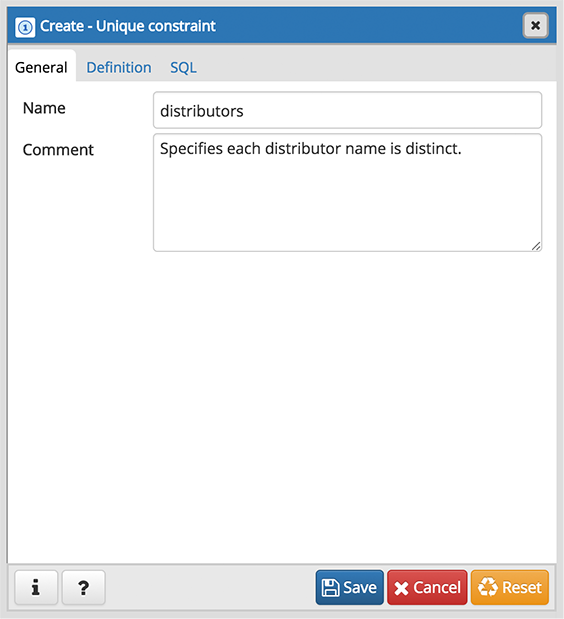 Create - Unique constraint
General Definition SQL
Name distributors
Comment Specifies each distributor name is distinct.
i ? Save Cancel Reset